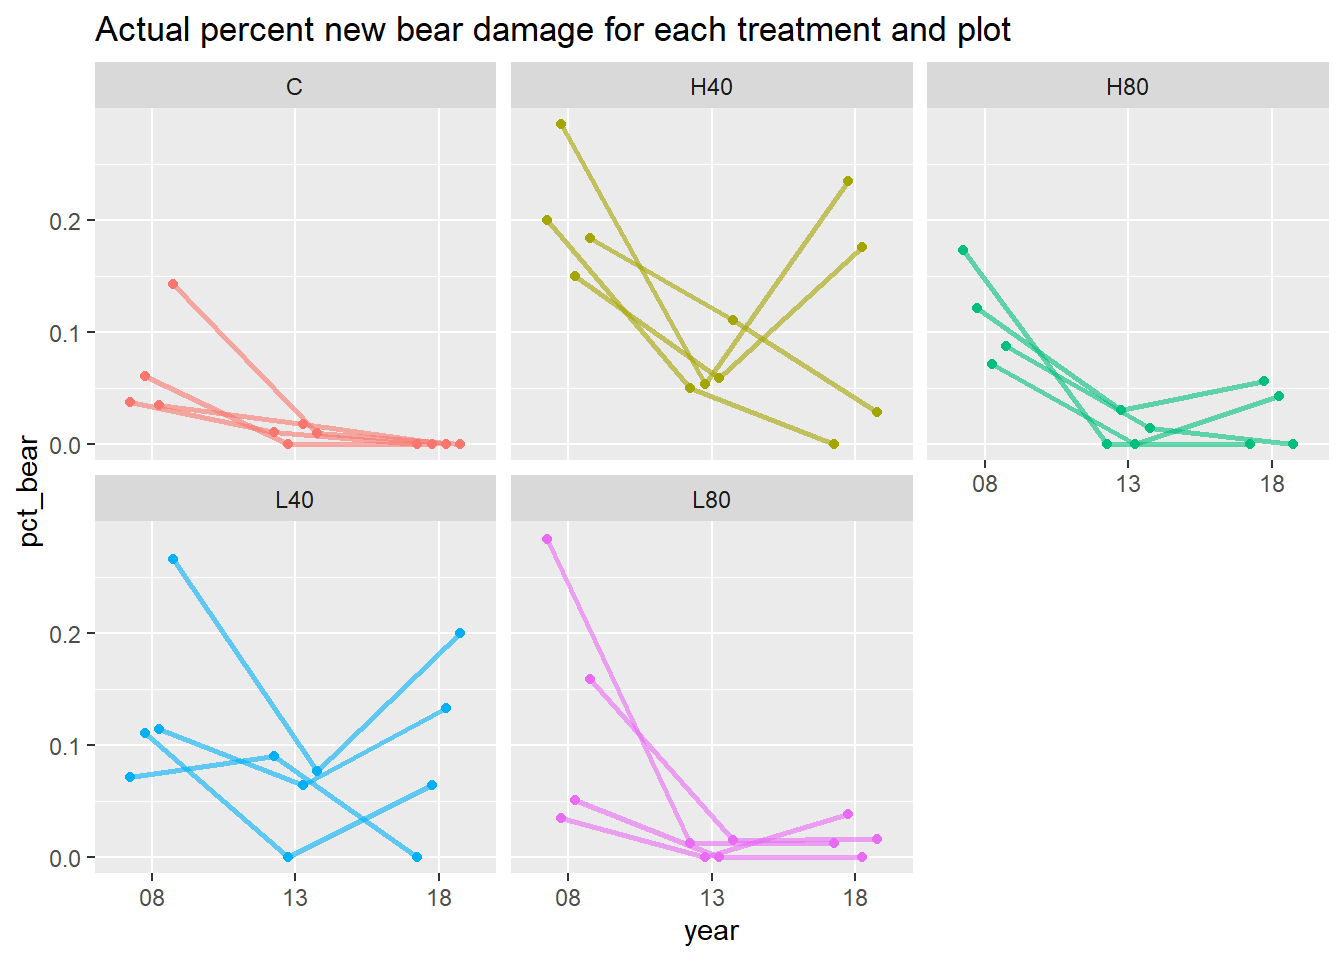 Actual percent new bear damage for each treatment and plot
C
H40
H80
0.2
0.1
0.0
08 13 18
L40
L80
0.2
0.1
0.0
08 13 18
08 13 18
pct_bear
year